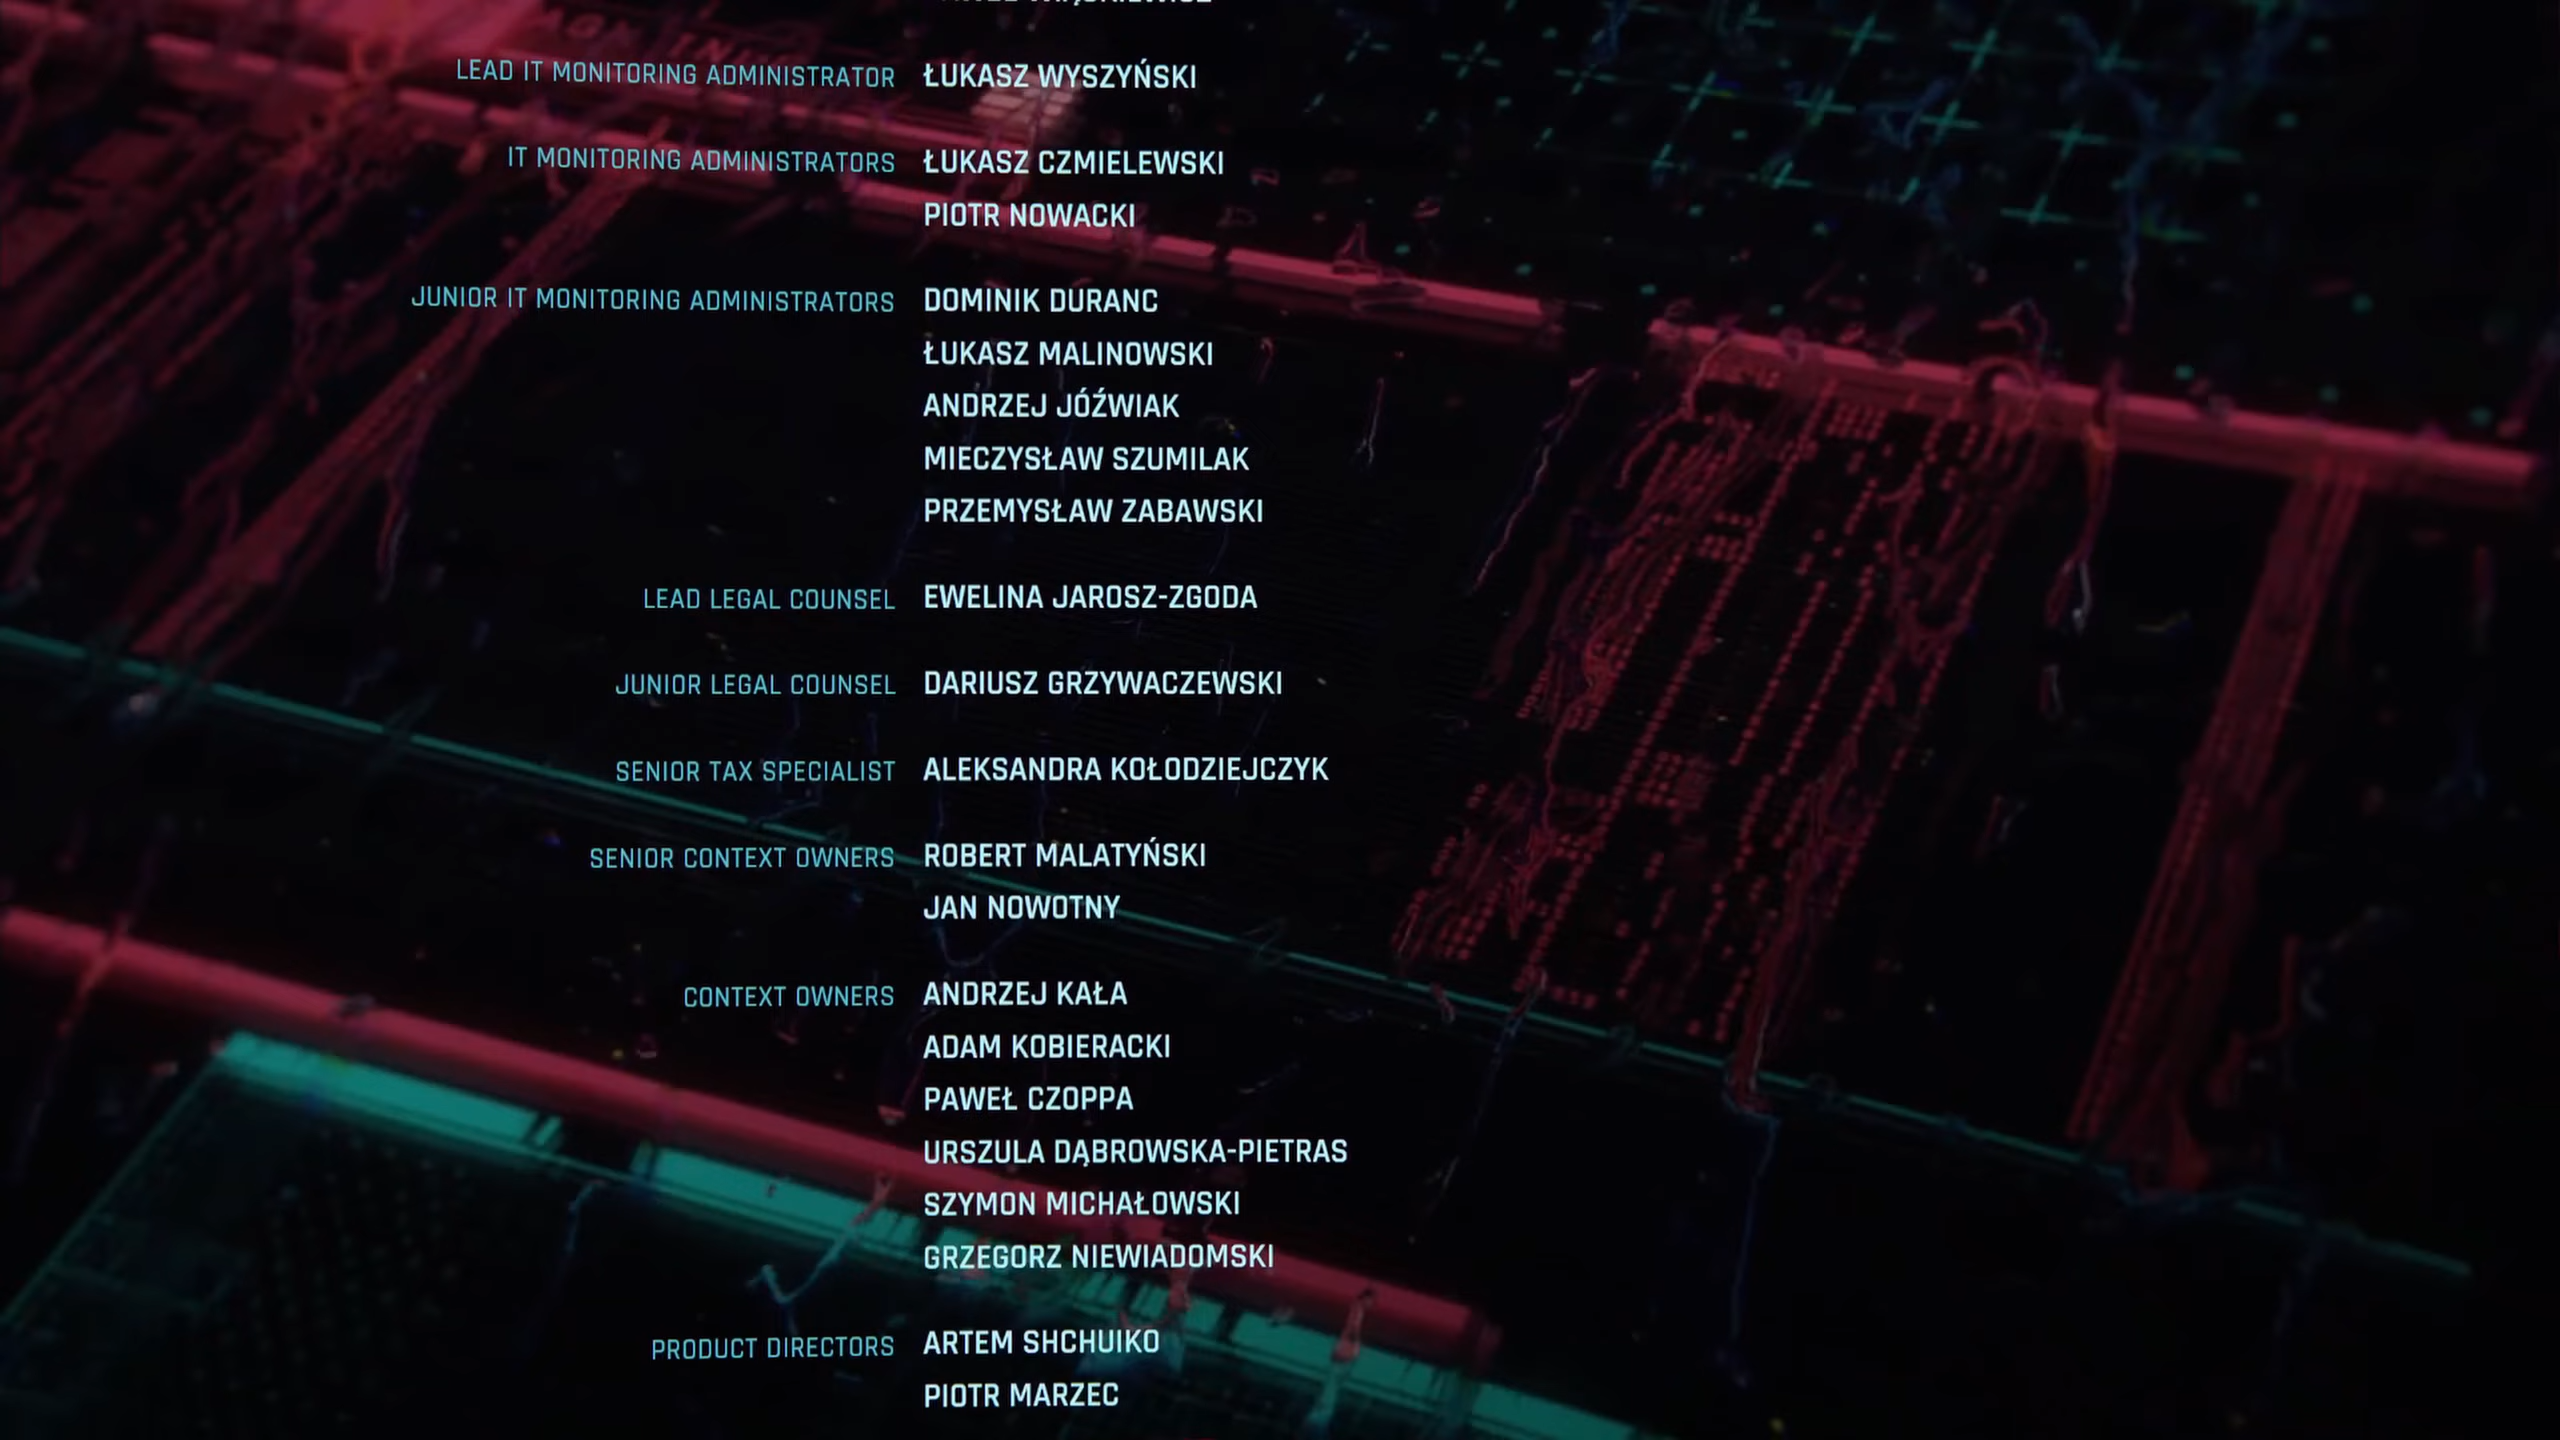 LEAD IT MONITORING ADMINISTRATOR ŁUKASZ WYSZYŃSKI
IT MONITORING ADMINISTRATORS ŁUKASZ CZMIELEWSKI
PIOTR NOWACKI
JUNIOR IT MONITORING ADMINISTRATORS DOMINIK DURANC
ŁUKASZ MALINOWSKI
ANDRZEJ JÓŹWIAK
MIECZYSŁAW SZUMILAK
PRZEMYSŁAW ZABAWSKI
LEAD LEGAL COUNSEL EWELINA JAROSZ-ZGODA
JUNIOR LEGAL COUNSEL DARIUSZ GRZYWACZEWSKI
SENIOR TAX SPECIALIST ALEKSANDRA KOŁODZIEJCZYK
SENIOR CONTEXT OWNERS ROBERT MALATYŃSKI
JAN NOWOTNY
CONTEXT OWNERS ANDRZEJ KAŁA
ADAM KOBIERACKI
PAWEŁ CZOPPA
URSZULA DĄBROWSKA-PIETRAS
SZYMON MICHAŁOWSKI
GRZEGORZ NIEWIADOMSKI
PRODUCT DIRECTORS ARTEM SHCHUIKO
PIOTR MARZEC